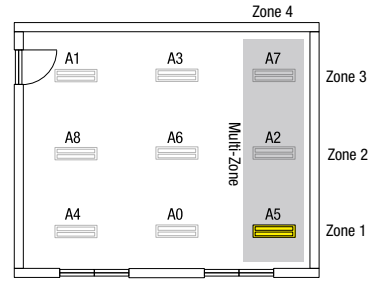 Zone 4
A1 A3 A7
Zone 3
A8 A6 A2
Zone 2
Multi-Zone
A4 A0 A5
Zone 1